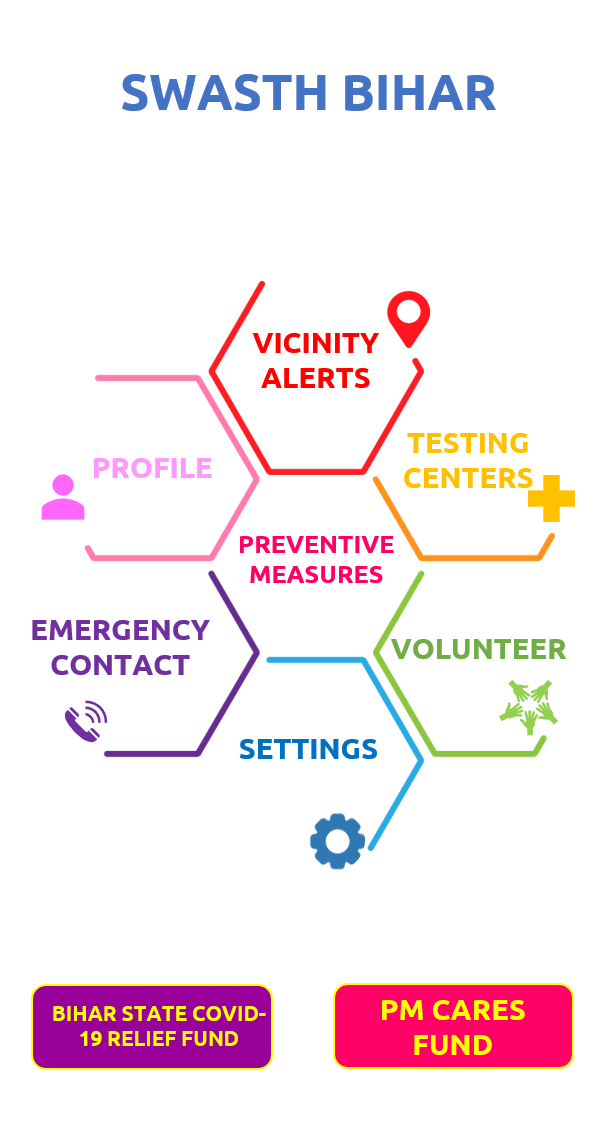 SWASTH BIHAR
VICINITY
ALERTS
PROFILE
TESTING
CENTERS
PREVENTIVE
MEASURES
EMERGENCY
CONTACT
VOLUNTEER
SETTINGS
BIHAR STATE COVID-
19 RELIEF FUND
PM CARES
FUND